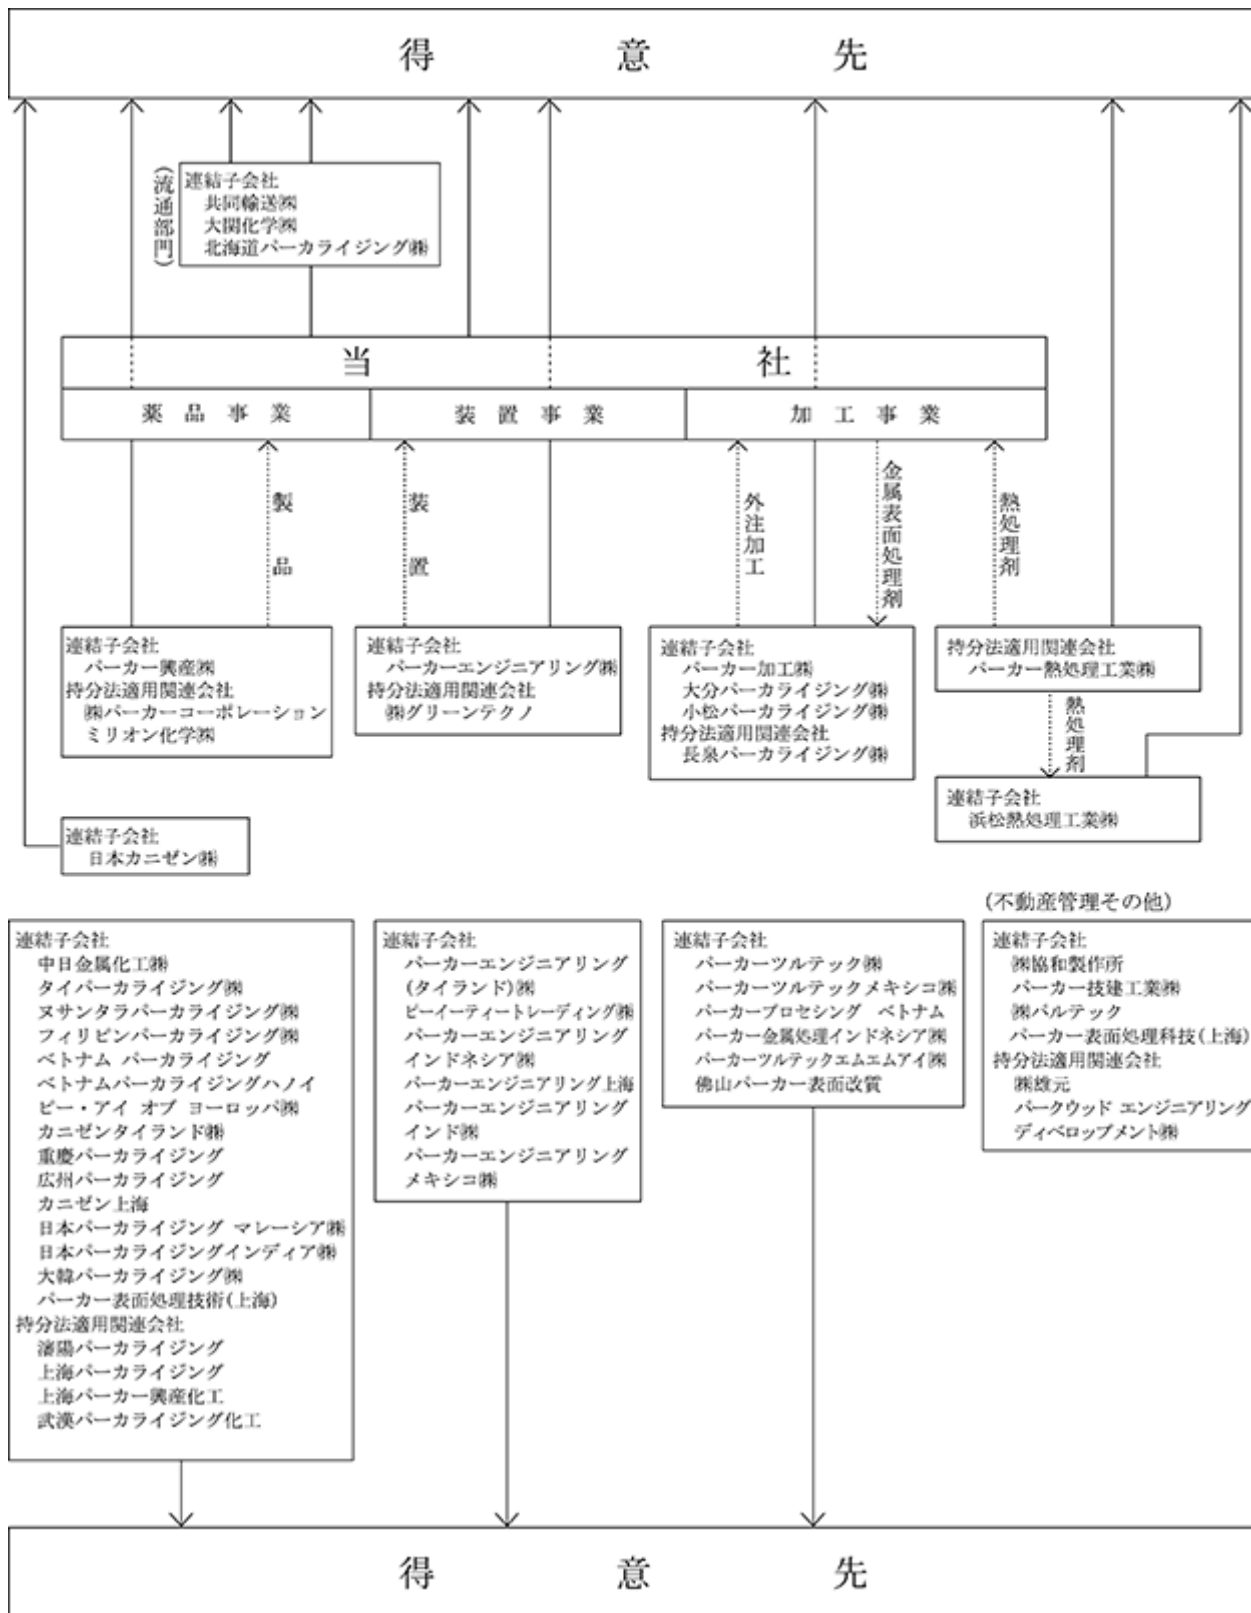 得意先
(流通部門)
連結子会社
共同輸送㈱
大関化学㈱
北海道パーカライジング㈱
当社
薬品事業
装置事業
加工事業
製品
装置
外注加工
金属表面処理剤
熱処理剤
連結子会社
パーカー興産㈱
持分法適用関連会社
㈱パーカーコーポレーション
ミリオン化学㈱
連結子会社
パーカーエンジニアリング㈱
持分法適用関連会社
㈱グリーンテクノ
連結子会社
パーカー加工㈱
大分パーカライジング㈱
小松パーカライジング㈱
持分法適用関連会社
長泉パーカライジング㈱
持分法適用関連会社
パーカー熱処理工業㈱
熱処理剤
連結子会社
浜松熱処理工業㈱
連結子会社
日本カニゼン㈱
連結子会社
中日金属化工㈱
タイパーカライジング㈱
ヌサンタラパーカライジング㈱
フィリピンパーカライジング㈱
ベトナム パーカライジング
ベトナムパーカライジングハノイ
ピー・アイ オブ ヨーロッパ㈱
カニゼンタイランド㈱
重慶パーカライジング
広州パーカライジング
カニゼン上海
日本パーカライジング マレーシア㈱
日本パーカライジングインディア㈱
大韓パーカライジング㈱
パーカー表面処理技術(上海)
持分法適用関連会社
瀋陽パーカライジング
上海パーカライジング
上海パーカー興産化工
武漢パーカライジング化工
連結子会社
パーカーエンジニアリング
(タイランド)㈱
ピーイーティートレーディング㈱
パーカーエンジニアリング
インドネシア㈱
パーカーエンジニアリング上海
パーカーエンジニアリング
インド㈱
パーカーエンジニアリング
メキシコ㈱
連結子会社
パーカーツルテック㈱
パーカーツルテックメキシコ㈱
パーカープロセシング ベトナム
パーカー金属処理インドネシア㈱
パーカーツルテックエムエムアイ㈱
佛山パーカー表面改質
(不動産管理その他)
連結子会社
㈱協和製作所
パーカー技建工業㈱
㈱パルテック
パーカー表面処理科技(上海)
持分法適用関連会社
㈱雄元
パークウッド エンジニアリング
ディベロップメント㈱
得意先